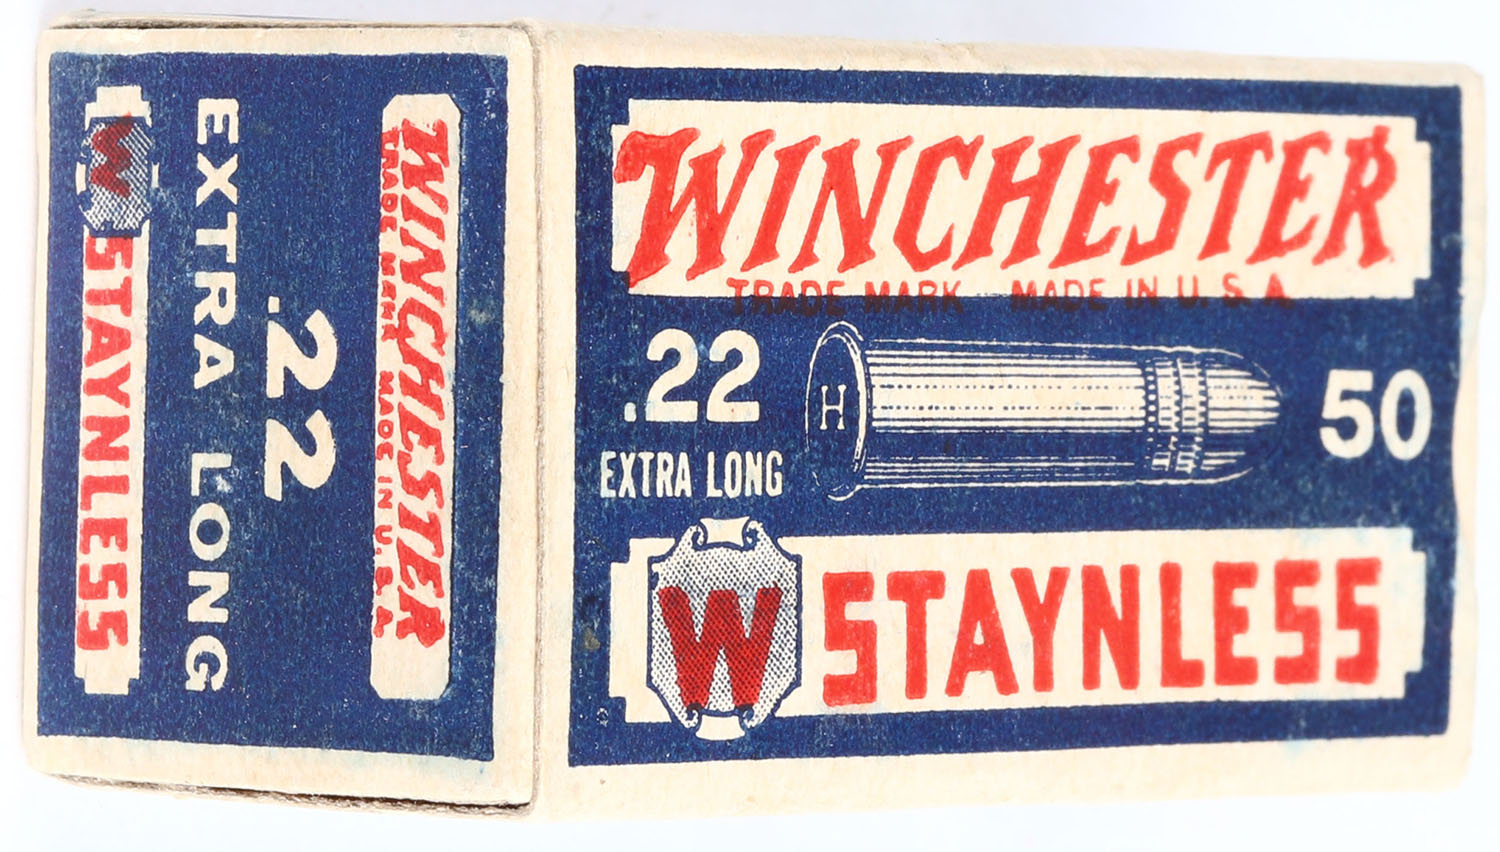 WINCHESTER
TRADE MARK MADE IN U.S.A.
.22
EXTRA LONG
W STAYNLESS
WINCHESTER
TRADE MARK MADE IN U S A
.22
EXTRA LONG
H
50
W STAYNLESS